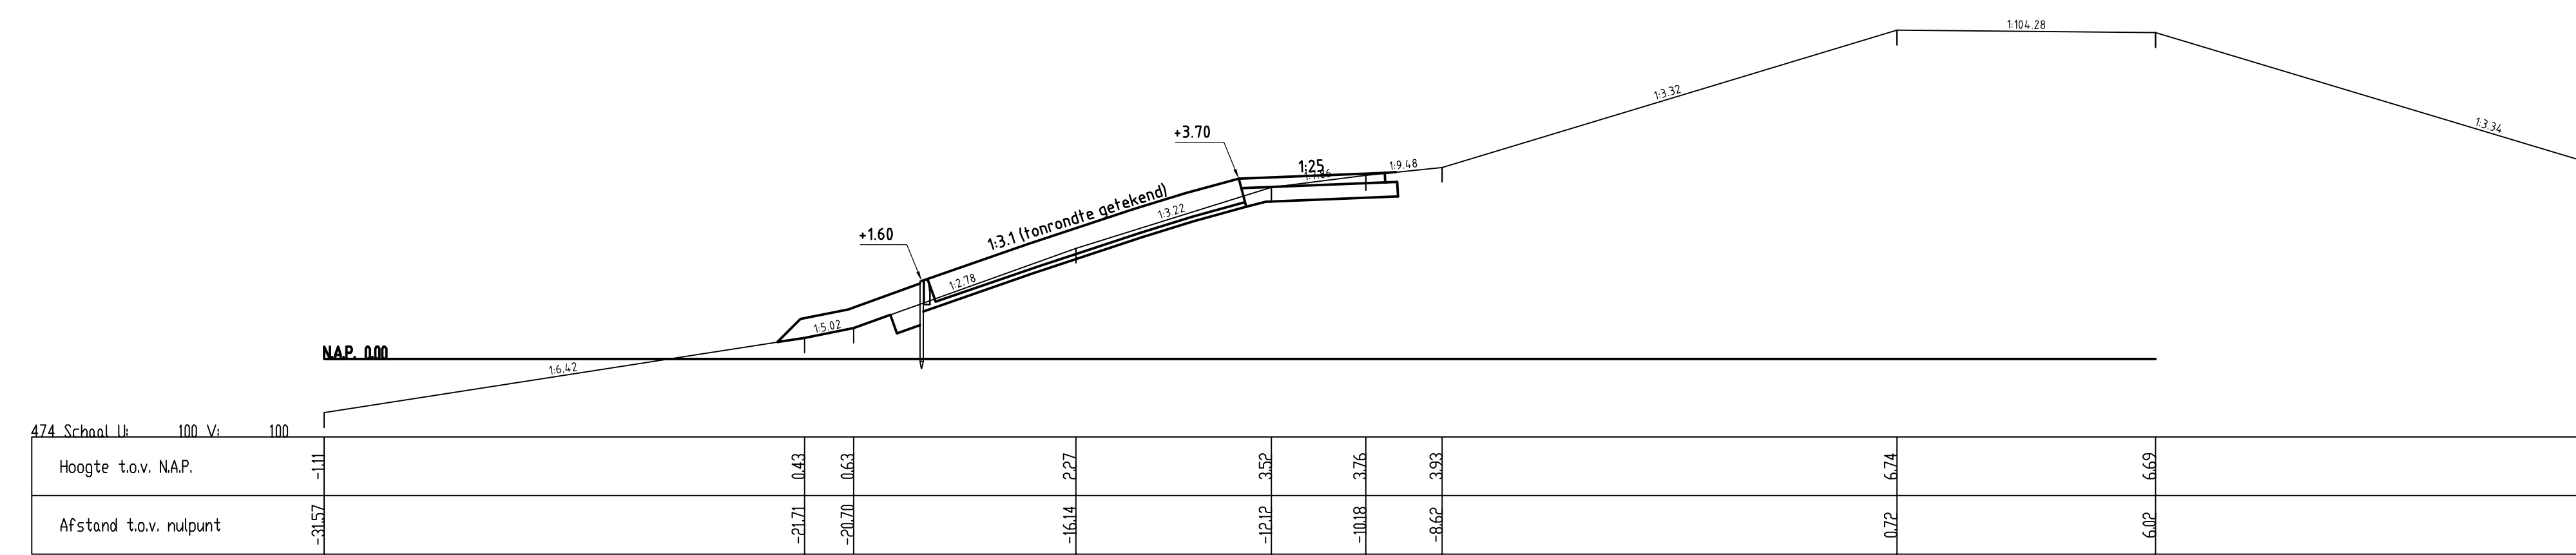 1:104.28
1:3.32
1:3.34
+3.70
1:25
1:7.86
1:9.48
1:3.1 (tonrondte getekend)
1:3.22
+1.60
1:2.78
1:5.02
N.A.P. 0.00
1:6.42
474 Schaal U: 100 V: 100
Hoogte t.o.v. N.A.P. -1.11 0.43 0.63 2.27 3.52 3.76 3.93 6.74 6.69
Afstand t.o.v. nulpunt -31.57 -21.71 -20.70 -16.14 -12.12 -10.18 -8.62 0.72 6.02